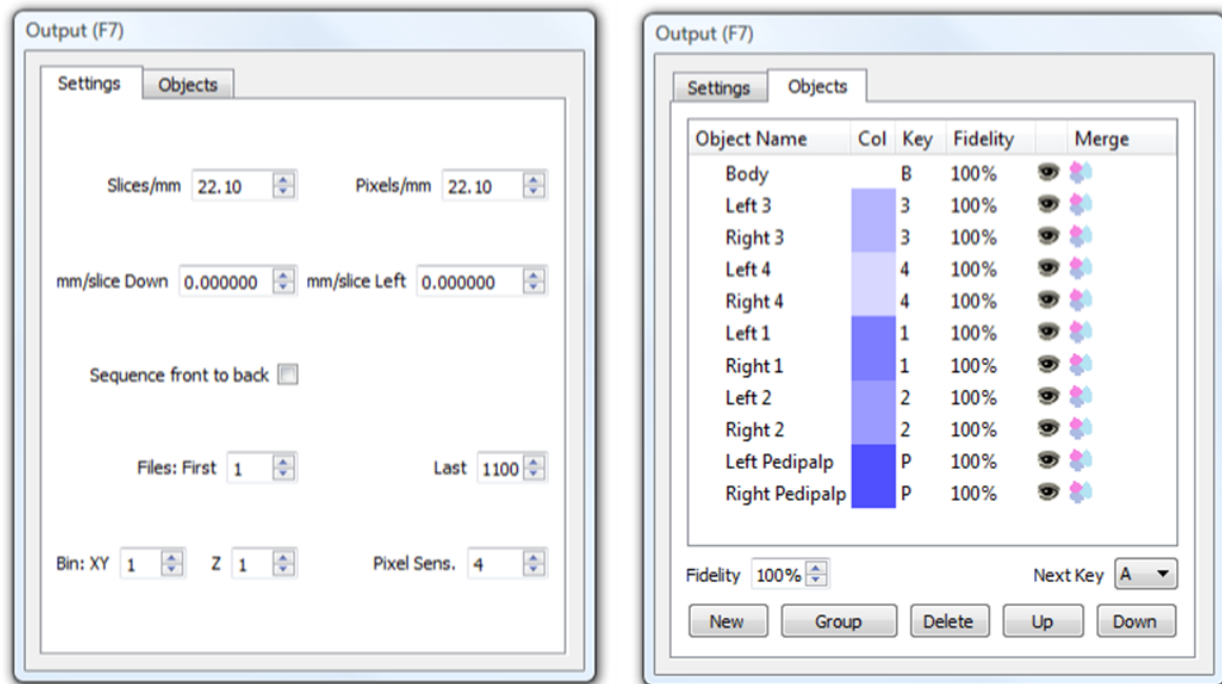 Output (F7)
Settings Objects
Slices/mm 22.10 Pixels/mm 22.10
mm/slice Down 0.000000 mm/slice Left 0.000000
Sequence front to back
Files: First 1 Last 1100
Bin: XY 1 Z 1 Pixel Sens. 4
Output (F7)
Settings Objects
Object Name Col Key Fidelity Merge
Body B 100%
Left 3 3 100%
Right 3 3 100%
Left 4 4 100%
Right 4 4 100%
Left 1 1 100%
Right 1 1 100%
Left 2 2 100%
Right 2 2 100%
Left Pedipalp P 100%
Right Pedipalp P 100%
Fidelity 100% Next Key A
New Group Delete Up Down